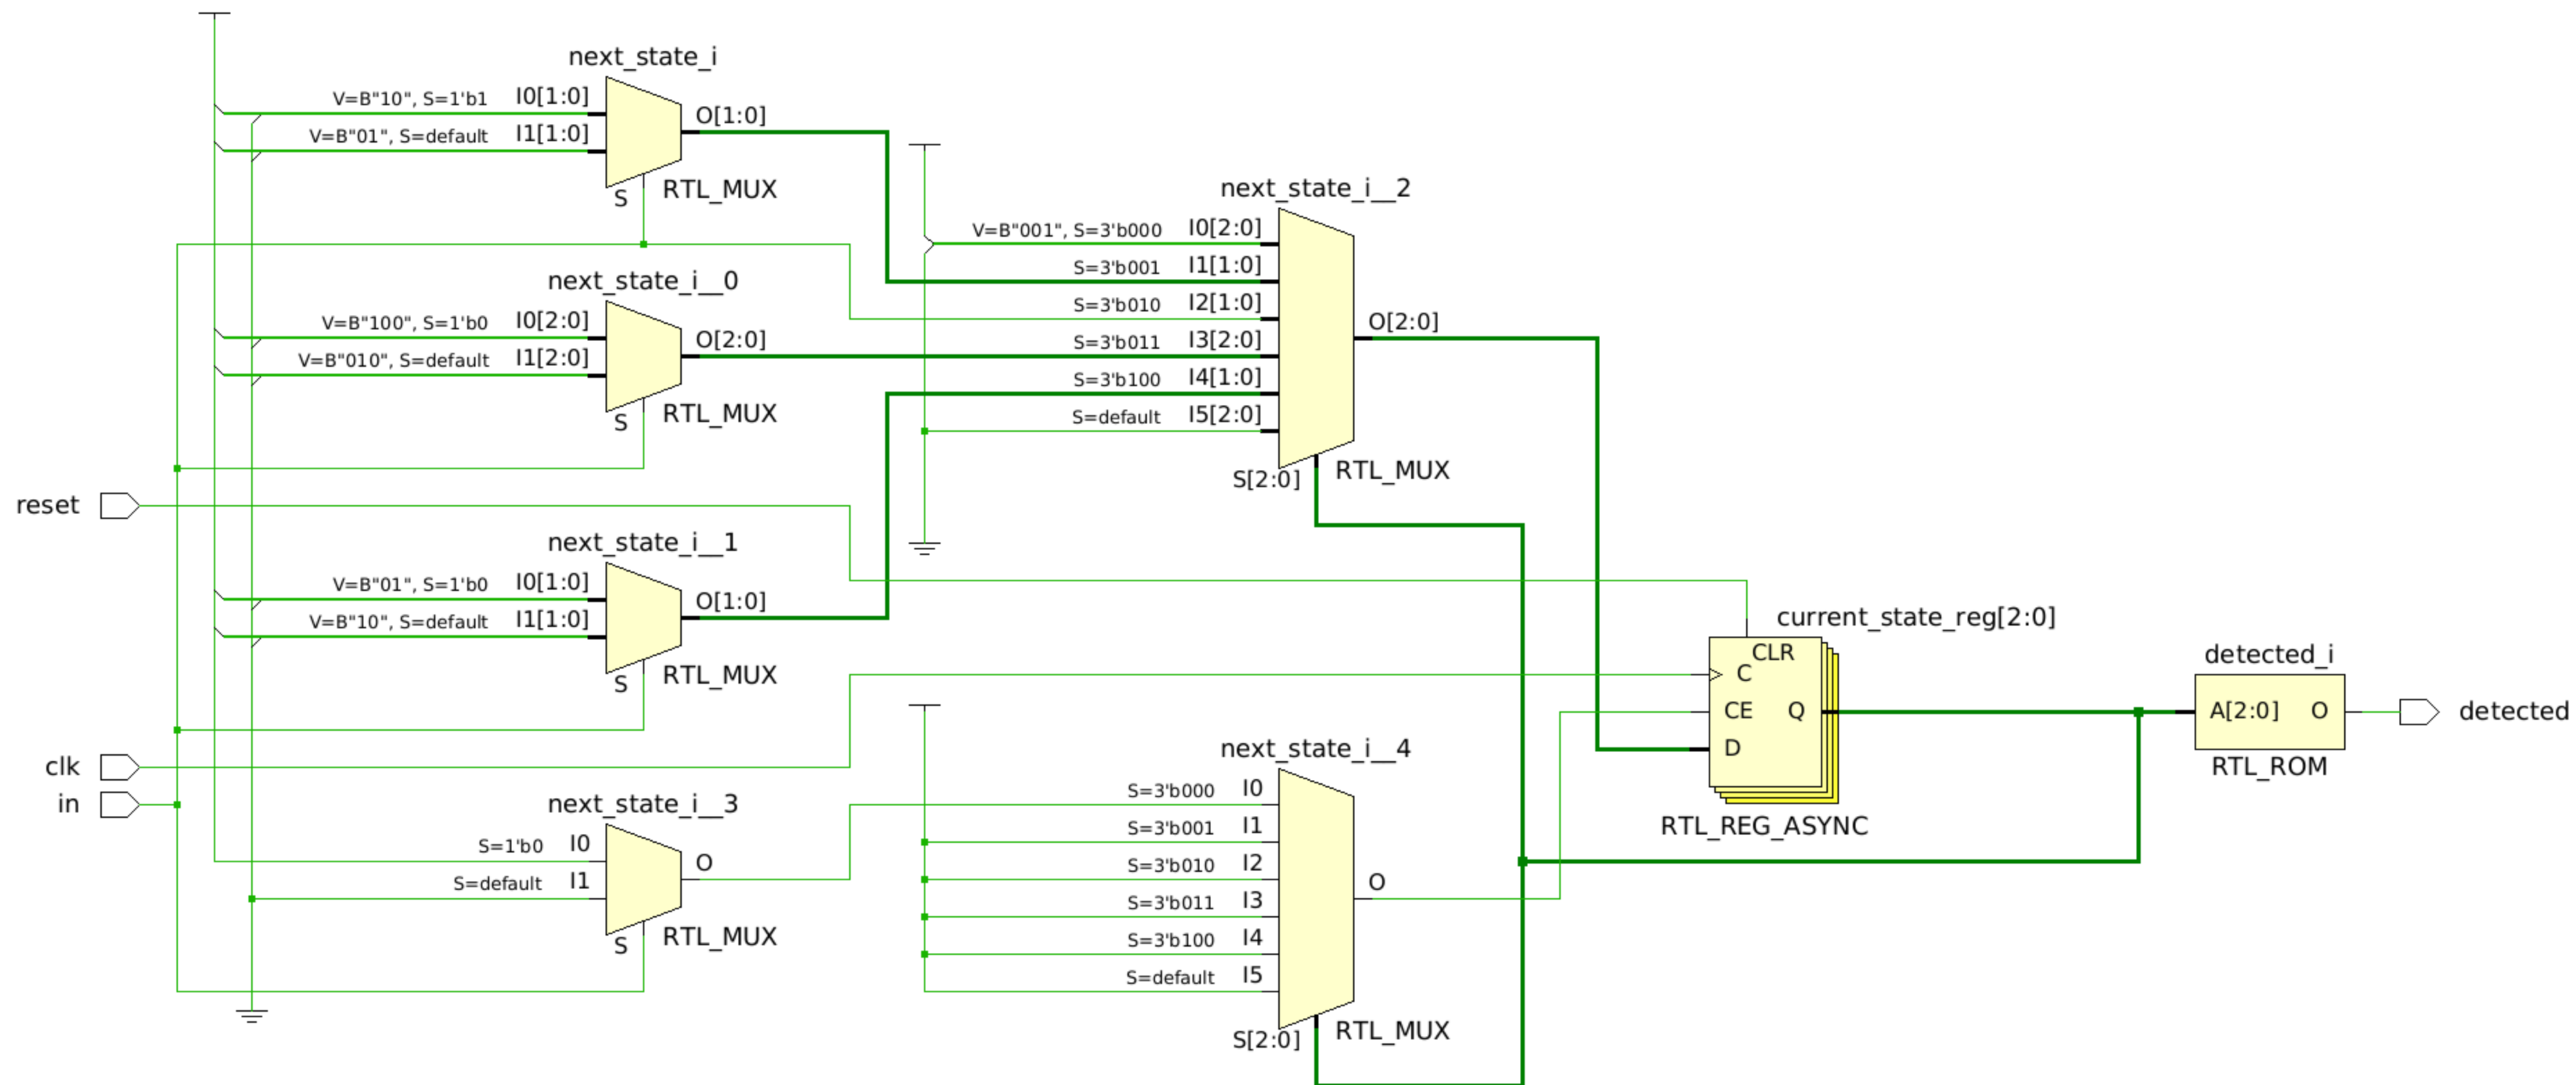 next_state_i
V=B"10", S=1'b1 I0[1:0]
V=B"01", S=default I1[1:0]
O[1:0]
S RTL_MUX
next_state_i__0
V=B"100", S=1'b0 I0[2:0]
V=B"010", S=default I1[2:0]
O[2:0]
S RTL_MUX
reset
next_state_i__1
V=B"01", S=1'b0 I0[1:0]
V=B"10", S=default I1[1:0]
O[1:0]
S RTL_MUX
clk
in
next_state_i__3
S=1'b0 I0
S=default I1
O
S RTL_MUX
next_state_i__2
V=B"001", S=3'b000 I0[2:0]
S=3'b001 I1[1:0]
S=3'b010 I2[1:0]
S=3'b011 I3[2:0]
S=3'b100 I4[1:0]
S=default I5[2:0]
O[2:0]
S[2:0] RTL_MUX
next_state_i__4
S=3'b000 I0
S=3'b001 I1
S=3'b010 I2
S=3'b011 I3
S=3'b100 I4
S=default I5
O
S[2:0] RTL_MUX
current_state_reg[2:0]
CLR
C
CE Q
D
RTL_REG_ASYNC
detected_i
A[2:0] O
RTL_ROM
detected